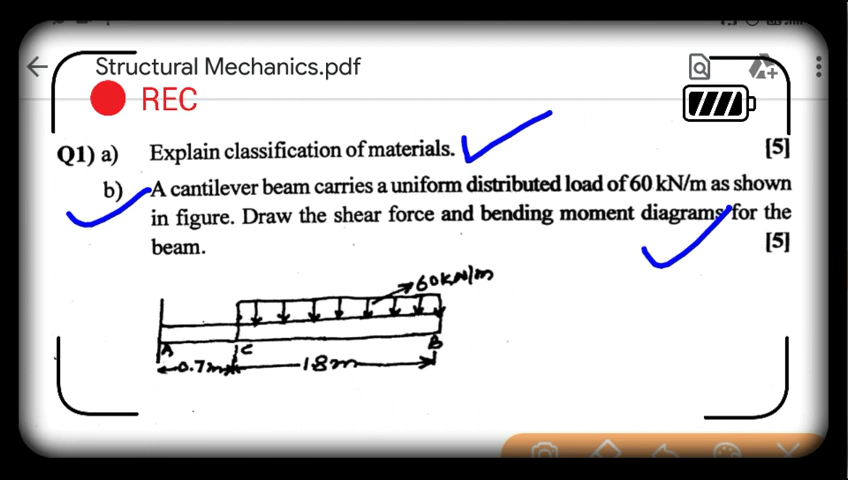 Structural Mechanics.pdf
REC
Q1) a) Explain classification of materials. [5]
b) A cantilever beam carries a uniform distributed load of 60 kN/m as shown
in figure. Draw the shear force and bending moment diagrams for the
beam. [5]
60kN/m
A C B
0.7m 1.8m